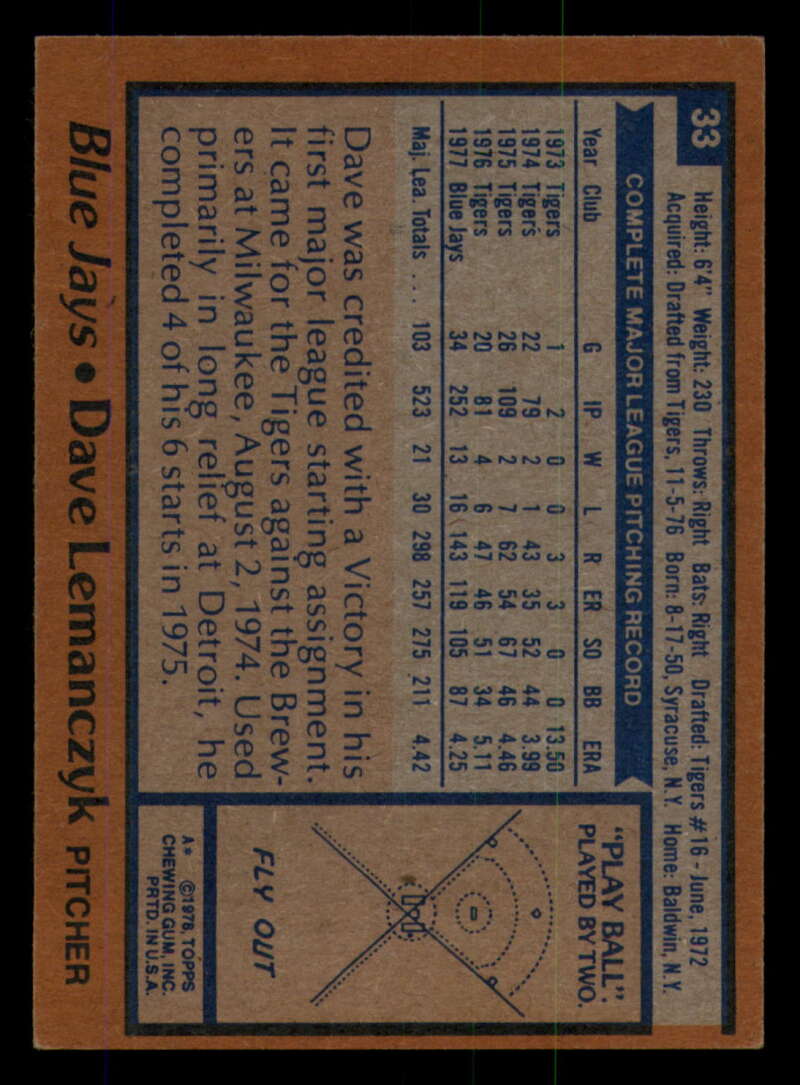 33
Height: 6'4" Weight: 230 Throws: Right Bats: Right Drafted: Tigers #16 - June, 1972
Acquired: Drafted from Tigers, 11-5-76 Born: 8-17-50, Syracuse, N.Y. Home: Baldwin, N.Y.
COMPLETE MAJOR LEAGUE PITCHING RECORD
Year Club G IP W L R ER SO BB ERA
1973 Tigers 1 2 0 0 3 3 0 0 13.50
1974 Tigers 22 79 2 1 43 35 52 44 3.99
1975 Tigers 26 109 2 7 62 54 67 46 4.46
1976 Tigers 20 81 4 6 47 46 51 34 5.11
1977 Blue Jays 34 252 13 16 143 119 105 87 4.25
Maj. Lea. Totals ... 103 523 21 30 298 257 275 211 4.42
Dave was credited with a Victory in his
first major league starting assignment.
It came for the Tigers against the Brew-
ers at Milwaukee, August 2, 1974. Used
primarily in long relief at Detroit, he
completed 4 of his 6 starts in 1975.
"PLAY BALL".
PLAYED BY TWO.
FLY OUT
A* ©1978, TOPPS
CHEWING GUM, INC.
PRTD. IN U.S.A.
Blue Jays • Dave Lemanczyk PITCHER